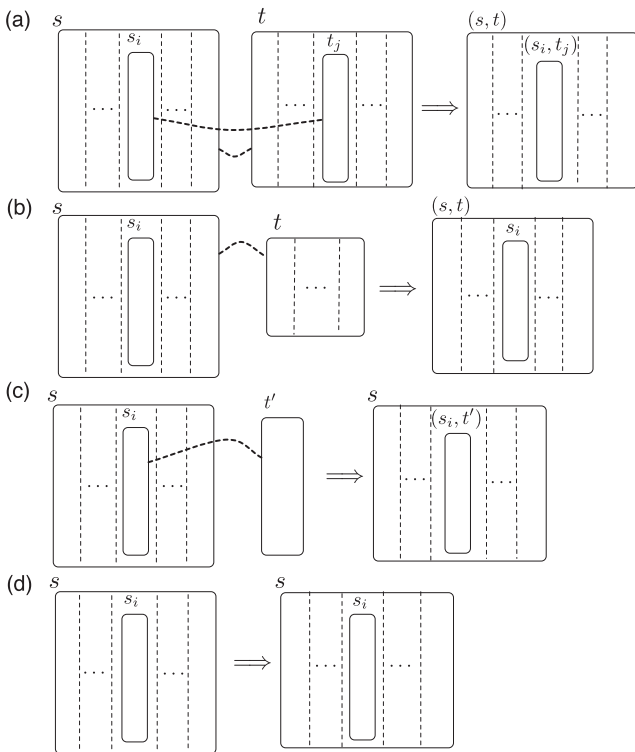 (a) s t (s, t)
s_i t_j (s_i, t_j)
... ... ... ... ⟹ ... ...
(b) s (s, t)
s_i t s_i
... ... ... ⟹ ... ...
(c) s t′ s
s_i (s_i, t′)
... ... ⟹ ... ...
(d) s s
s_i s_i
... ... ⟹ ... ...